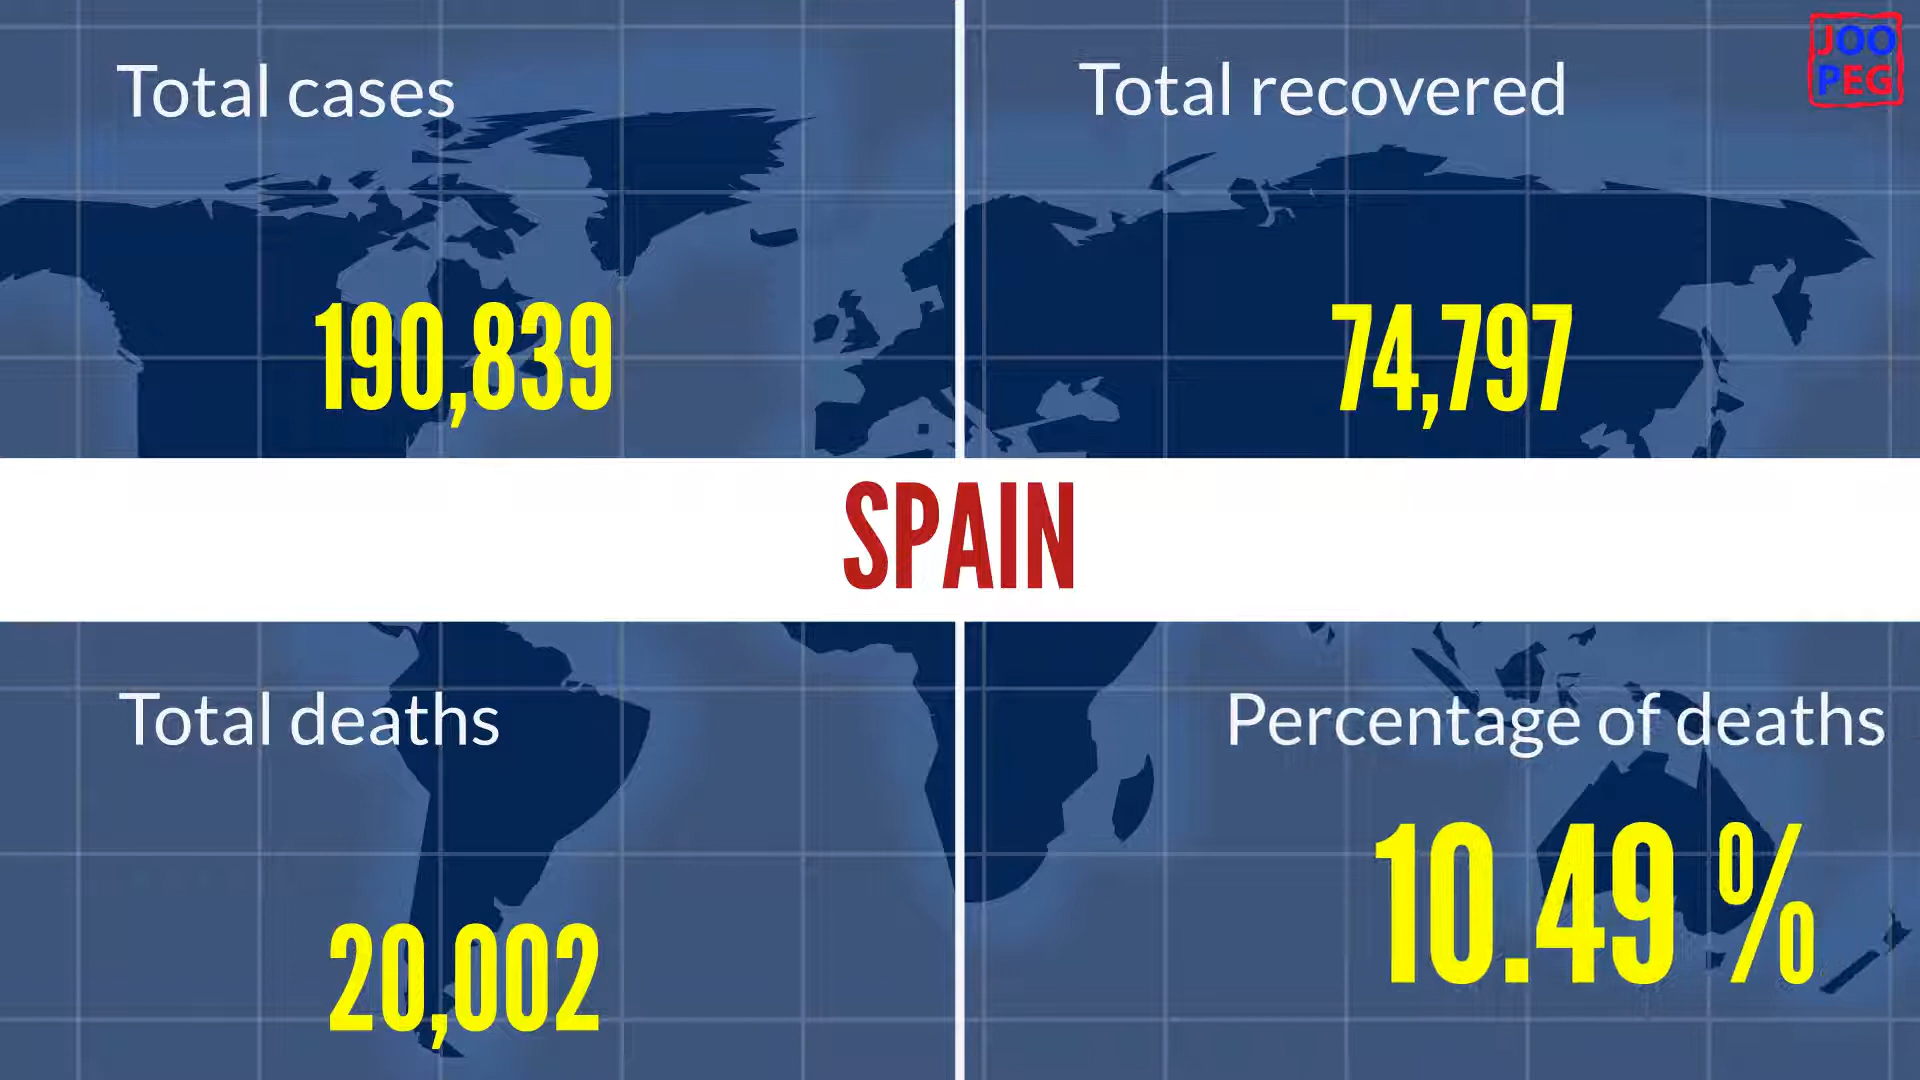 Total cases
Total recovered
JOO
PEG
190,839
74,797
SPAIN
Total deaths
Percentage of deaths
20,002
10.49 %